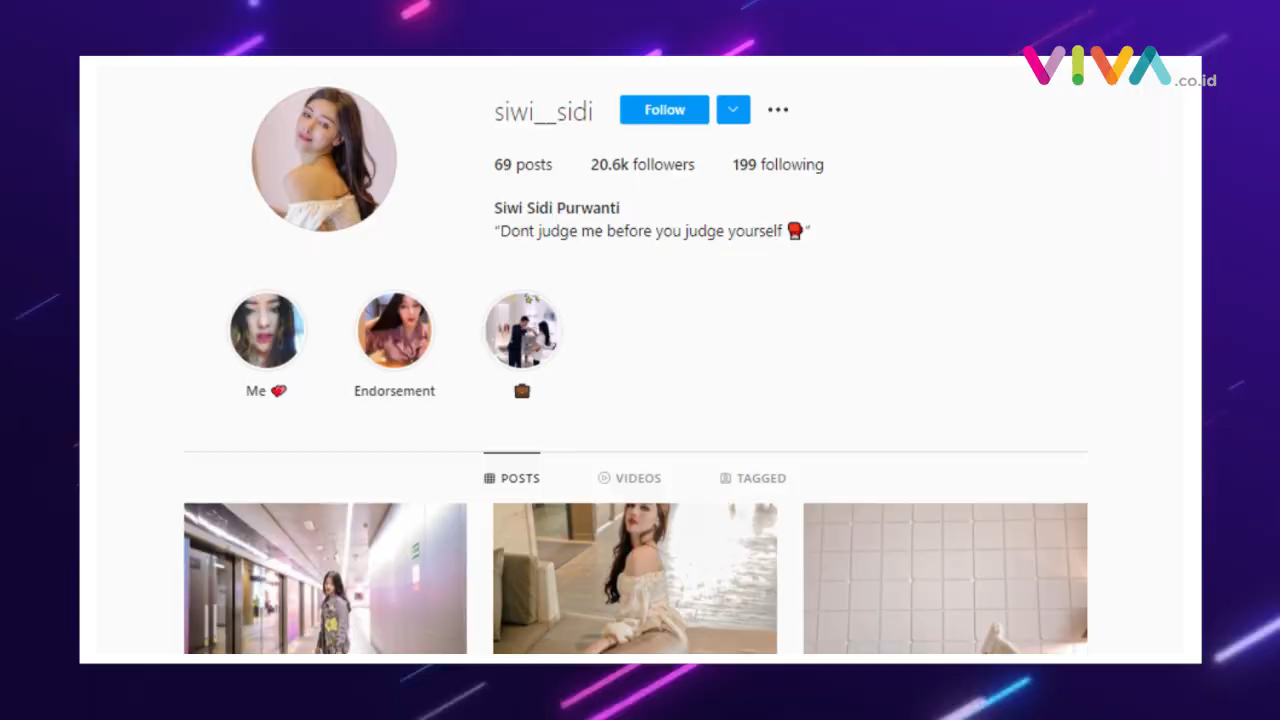 VIVA.co.id
siwi__sidi Follow
69 posts 20.6k followers 199 following
Siwi Sidi Purwanti
“Dont judge me before you judge yourself 🥊“
Me 💞 Endorsement 💼
POSTS VIDEOS TAGGED